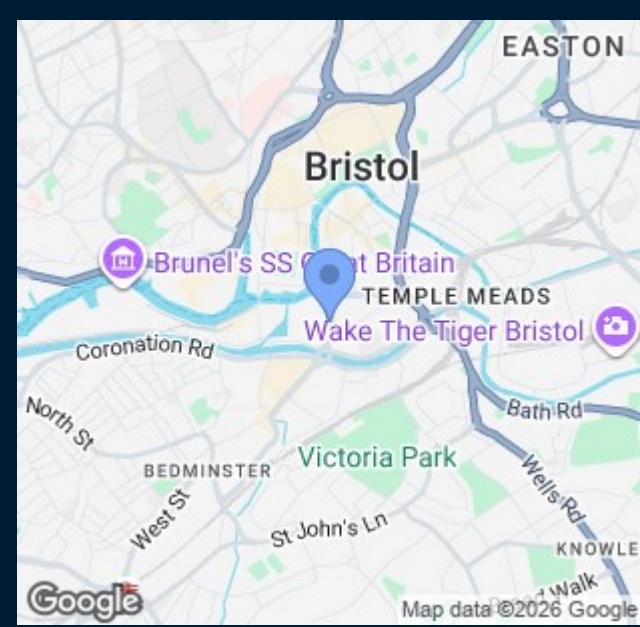 EASTON
Bristol
Brunel's SS Great Britain
TEMPLE MEADS
Wake The Tiger Bristol
Coronation Rd
North St
Bath Rd
Victoria Park
BEDMINSTER
Wells Rd
West St
St John's Ln
KNOWLE
Walk
Google
Map data ©2026 Google